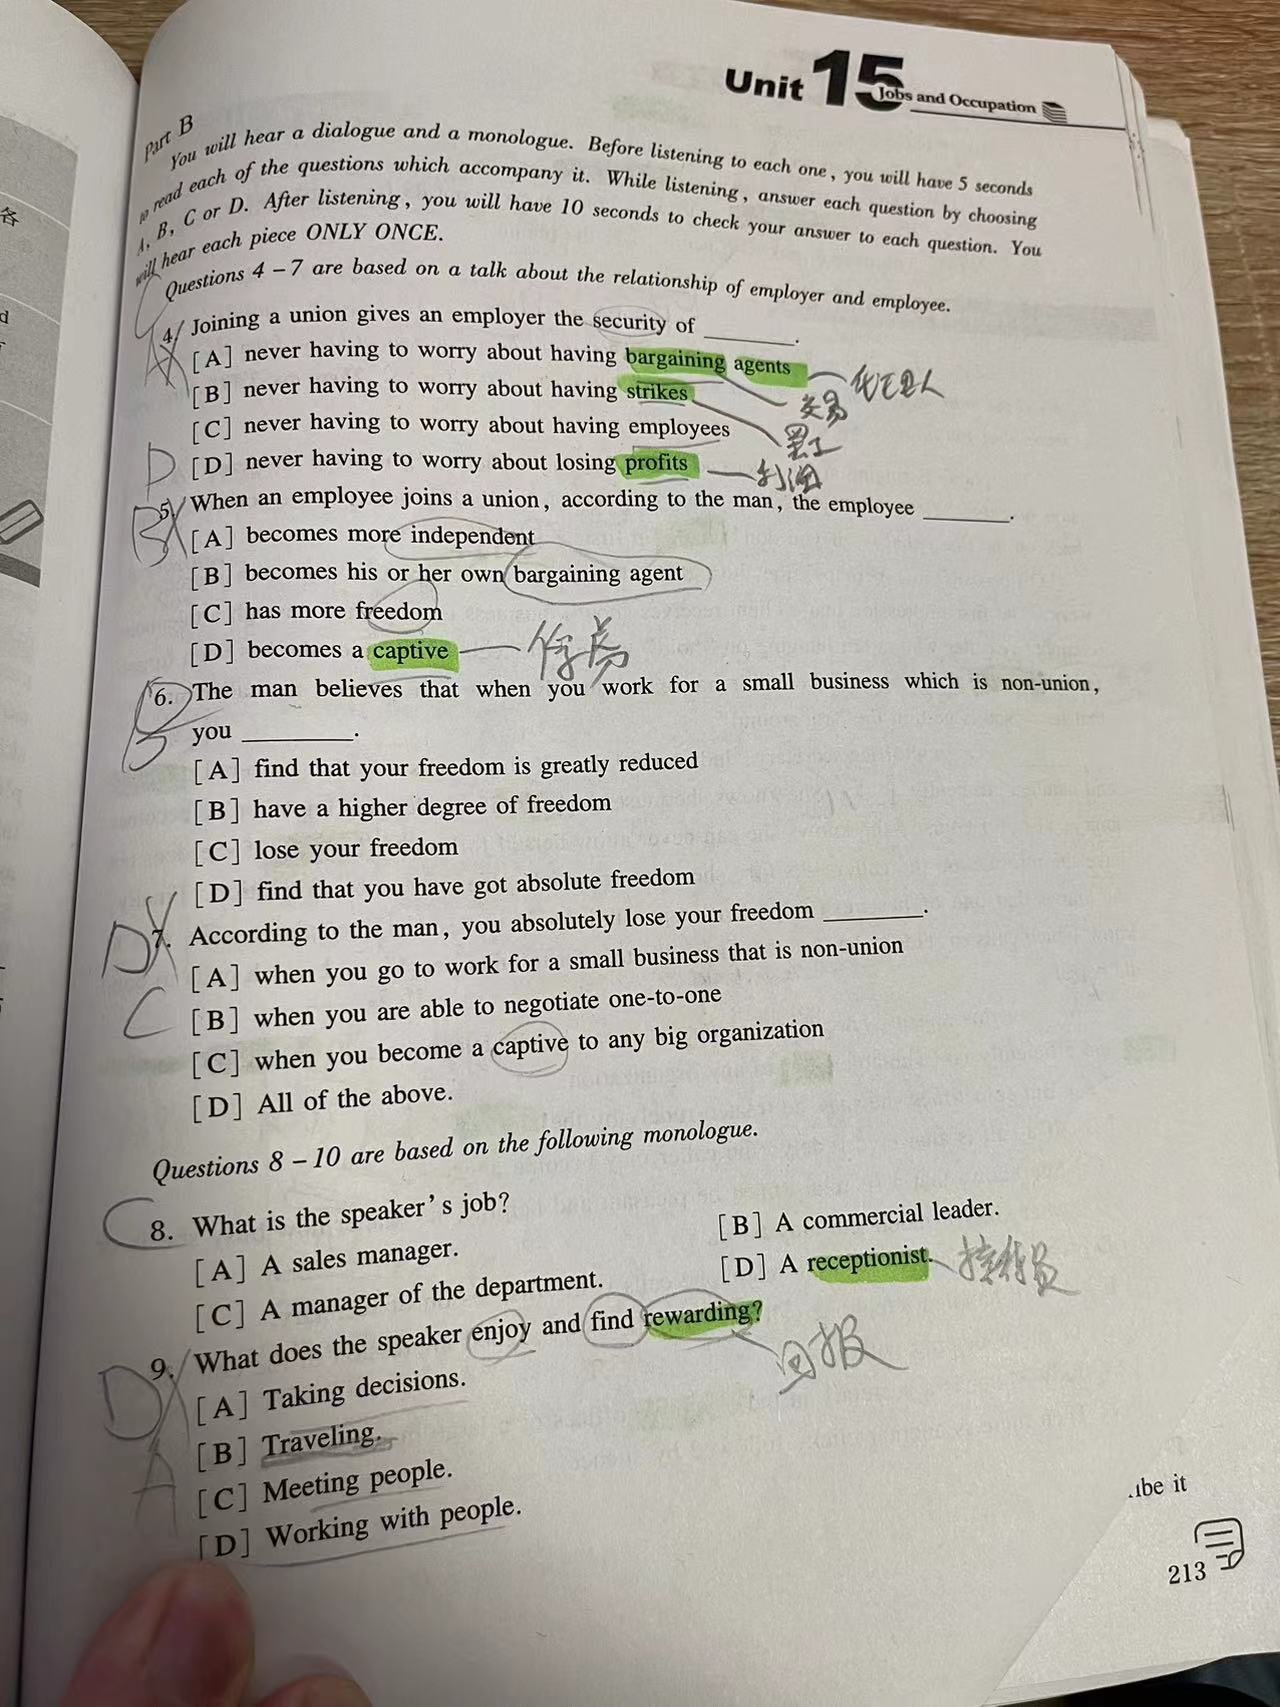 Unit 15
Jobs and Occupation
Part B
You will hear a dialogue and a monologue. Before listening to each one, you will have 5 seconds
to read each of the questions which accompany it. While listening, answer each question by choosing
A, B, C or D. After listening, you will have 10 seconds to check your answer to each question. You
will hear each piece ONLY ONCE.
Questions 4 – 7 are based on a talk about the relationship of employer and employee.
4. Joining a union gives an employer the security of ________.
A
[A] never having to worry about having bargaining agents
代理人
[B] never having to worry about having strikes
交易
[C] never having to worry about having employees
罢工
D [D] never having to worry about losing profits
利润
5. When an employee joins a union, according to the man, the employee ________.
B [A] becomes more independent
[B] becomes his or her own bargaining agent
[C] has more freedom
[D] becomes a captive
俘虏
6. The man believes that when you work for a small business which is non-union,
B you ________.
[A] find that your freedom is greatly reduced
[B] have a higher degree of freedom
[C] lose your freedom
[D] find that you have got absolute freedom
D 7. According to the man, you absolutely lose your freedom ________.
[A] when you go to work for a small business that is non-union
C [B] when you are able to negotiate one-to-one
[C] when you become a captive to any big organization
[D] All of the above.
Questions 8 – 10 are based on the following monologue.
C 8. What is the speaker's job?
[A] A sales manager. [B] A commercial leader.
[C] A manager of the department. [D] A receptionist.
接待员
9. What does the speaker enjoy and find rewarding?
回报
D [A] Taking decisions.
[B] Traveling.
A [C] Meeting people.
[D] Working with people.
be it
213
各
d